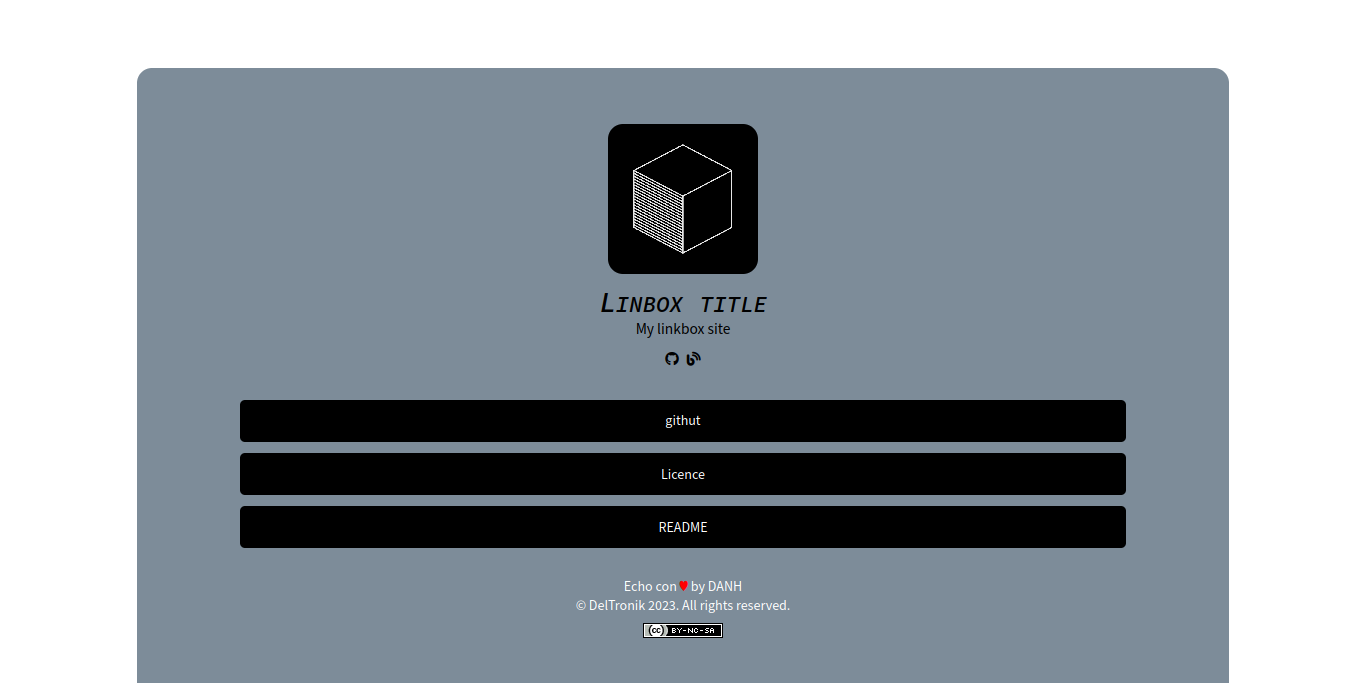 Linbox title
My linkbox site
githut
Licence
README
Echo con♥by DANH
© DelTronik 2023. All rights reserved.
cc BY-NC-SA